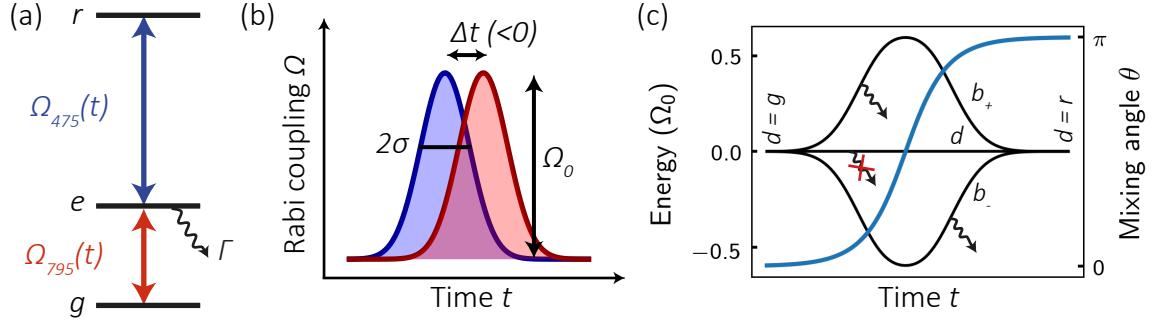 (a)
r
Ω₄₇₅(t)
e
Γ
Ω₇₉₅(t)
g
(b)
Δt (<0)
2σ
Ω₀
Rabi coupling Ω
Time t
(c)
0.5
0.0
−0.5
Energy (Ω₀)
d = g
b₊
d
b₋
d = r
π
0
Mixing angle θ
Time t